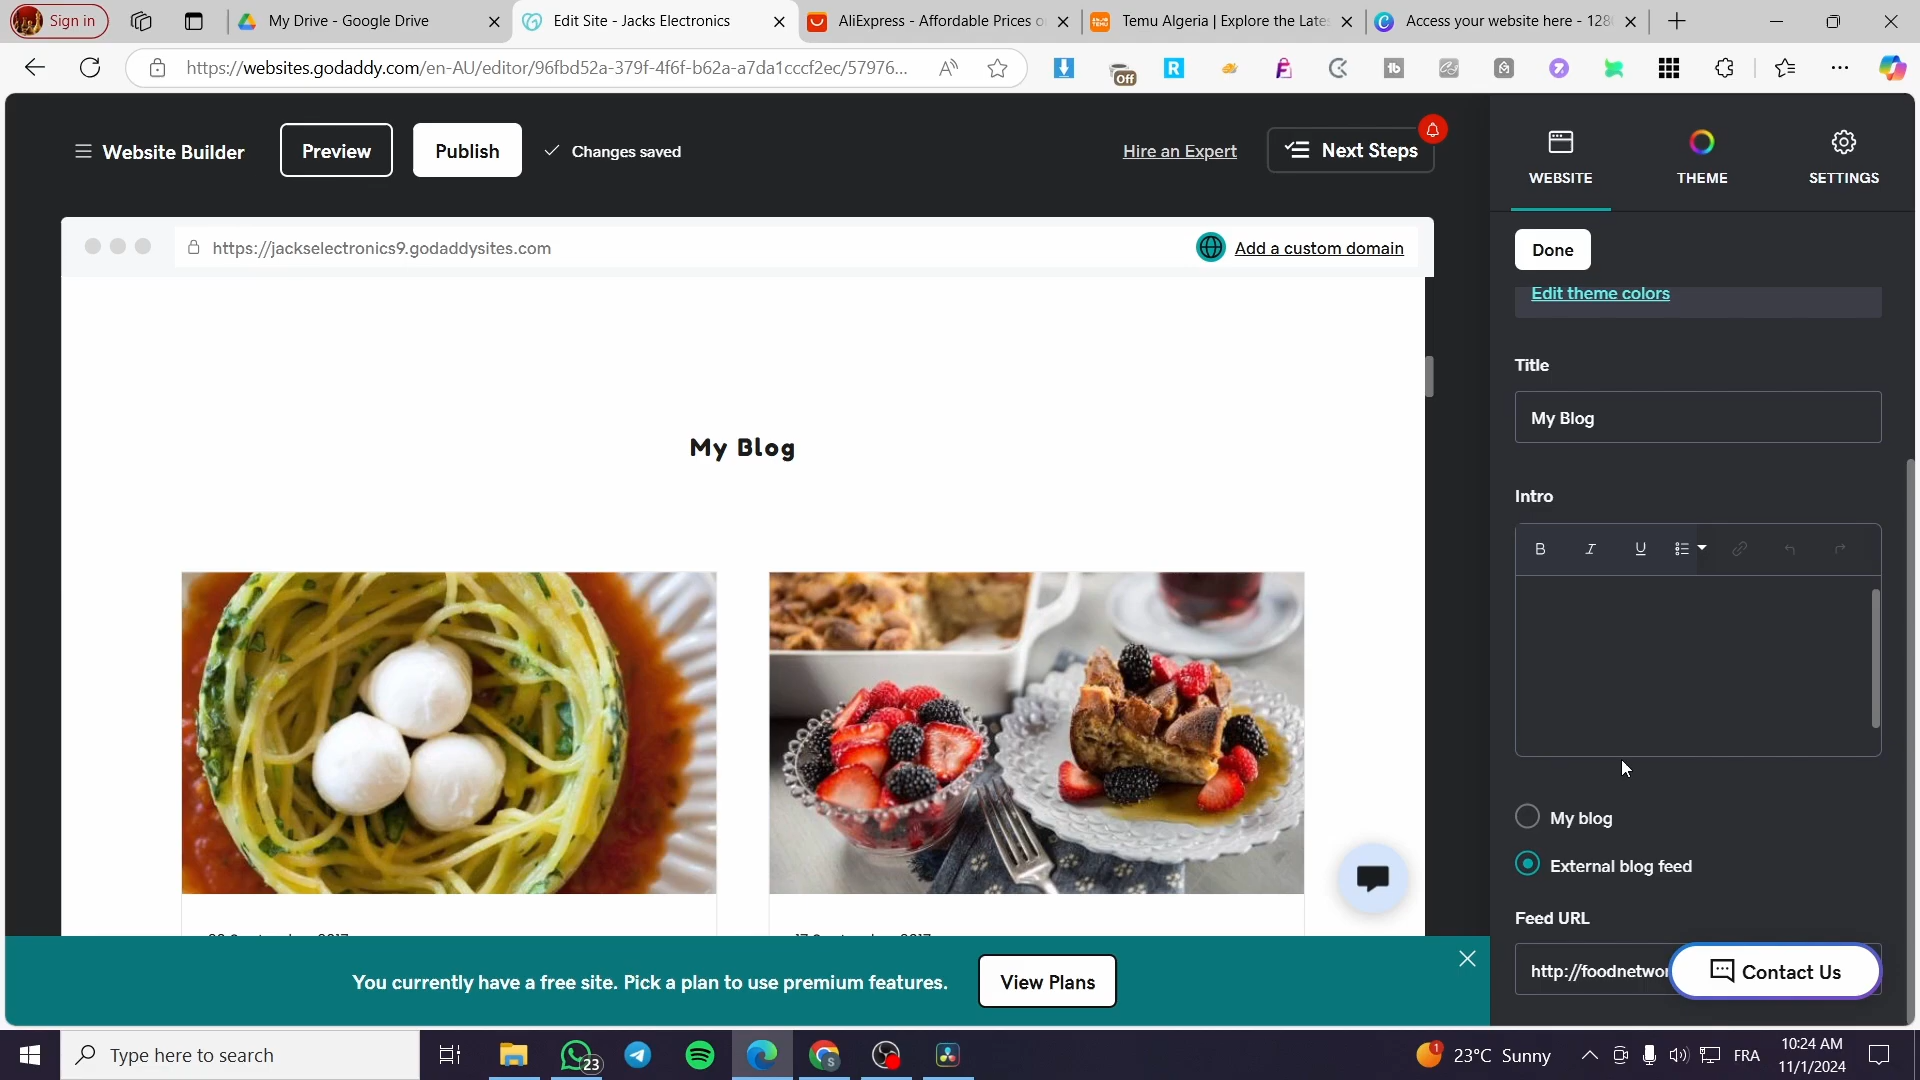 Sign in
My Drive - Google Drive
Edit Site - Jacks Electronics
AliExpress - Affordable Prices o
Temu Algeria | Explore the Lates
Access your website here - 128
https://websites.godaddy.com/en-AU/editor/96fbd52a-379f-4f6f-b62a-a7da1cccf2ec/57976...
Off
Website Builder
Preview
Publish
Changes saved
Hire an Expert
Next Steps
WEBSITE
THEME
SETTINGS
https://jackselectronics9.godaddysites.com
Add a custom domain
Done
Edit theme colors
Title
My Blog
My Blog
Intro
B I U
My blog
External blog feed
Feed URL
http://foodnetwor
Contact Us
You currently have a free site. Pick a plan to use premium features.
View Plans
Type here to search
23
1
23°C Sunny
FRA
10:24 AM
11/1/2024